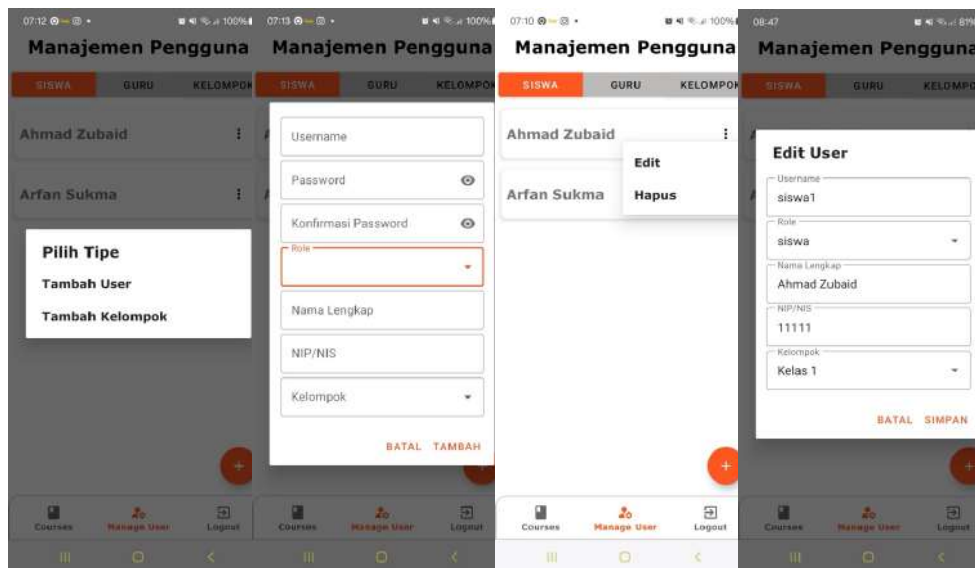 07:12
100%
Manajemen Pengguna
SISWA GURU KELOMPOK
Ahmad Zubaid
Arfan Sukma
Pilih Tipe
Tambah User
Tambah Kelompok
Courses Manage User Logout
07:13
100%
Manajemen Pengguna
SISWA GURU KELOMPOK
Username
Password
Konfirmasi Password
Role
Nama Lengkap
NIP/NIS
Kelompok
BATAL TAMBAH
Courses Manage User Logout
07:10
100%
Manajemen Pengguna
SISWA GURU KELOMPOK
Ahmad Zubaid
Edit
Arfan Sukma
Hapus
Courses Manage User Logout
08:47
81%
Manajemen Pengguna
SISWA GURU KELOMPO
Edit User
Username
siswa1
Role
siswa
Nama Lengkap
Ahmad Zubaid
NIP/NIS
11111
Kelompok
Kelas 1
BATAL SIMPAN
Courses Manage User Logout